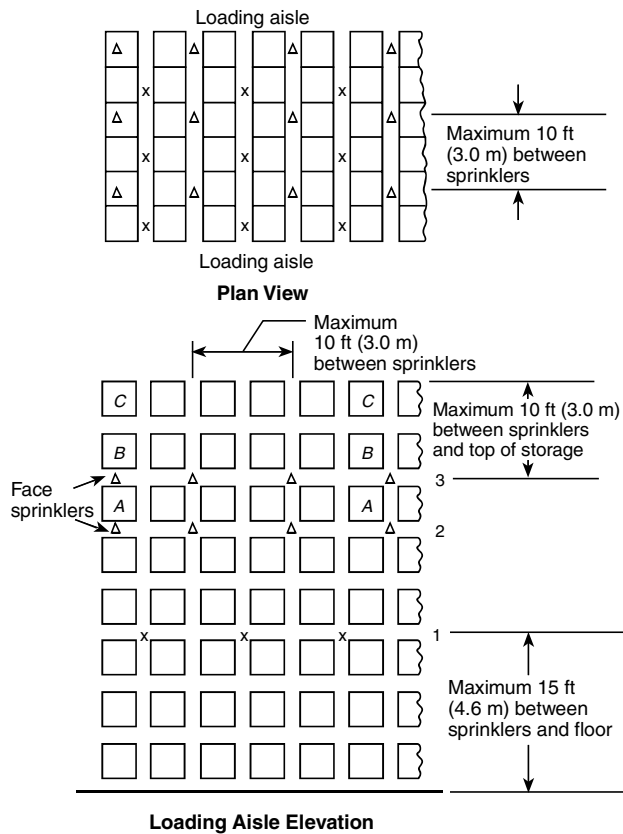 Loading aisle
Δ Δ Δ Δ
x x x
Δ Δ Δ Δ
x x x
Δ Δ Δ Δ
x x x
Maximum 10 ft
(3.0 m) between
sprinklers
Loading aisle
Plan View
Maximum
10 ft (3.0 m)
between sprinklers
C C
Maximum 10 ft (3.0 m)
between sprinklers
and top of storage
B B
Δ Δ Δ Δ 3
Face
sprinklers
A A
Δ Δ Δ Δ 2
x x x 1
Maximum 15 ft
(4.6 m) between
sprinklers and floor
Loading Aisle Elevation